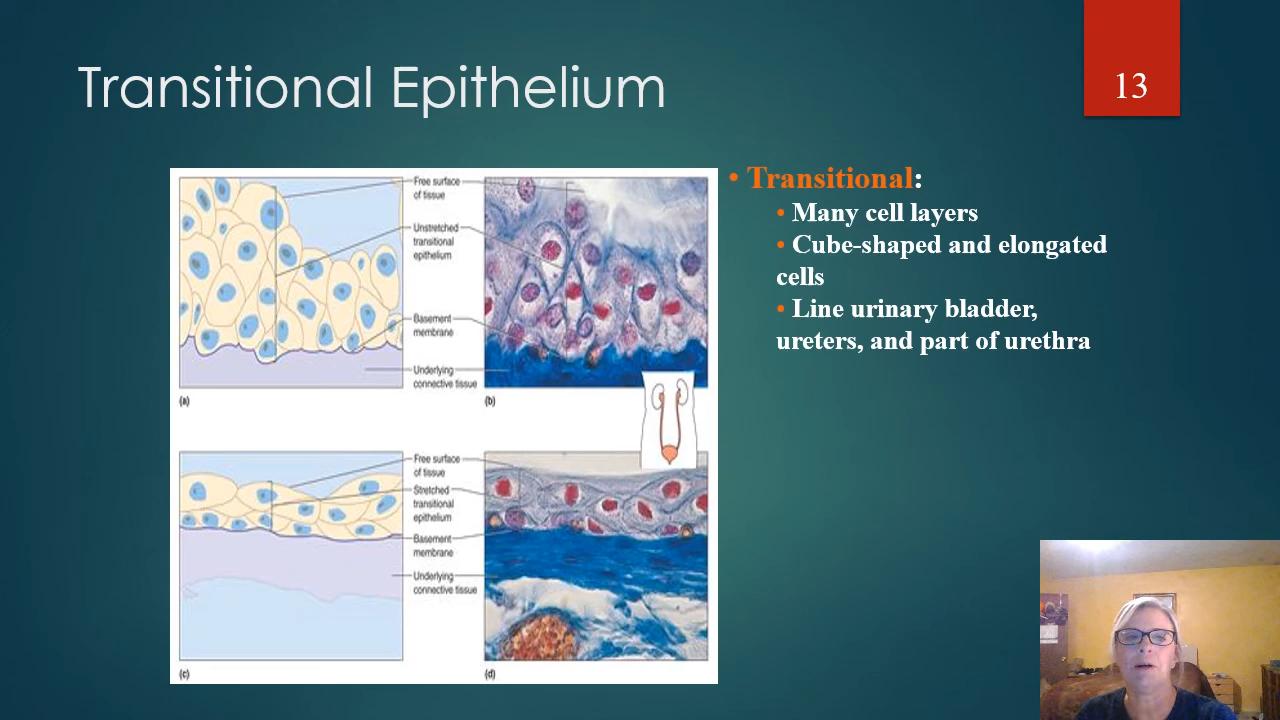 Transitional Epithelium
13
Free surface
of tissue
Unstretched
transitional
epithelium
Basement
membrane
Underlying
connective tissue
(a)
(b)
Free surface
of tissue
Stretched
transitional
epithelium
Basement
membrane
Underlying
connective tissue
(c)
(d)
• Transitional:
• Many cell layers
• Cube-shaped and elongated
cells
• Line urinary bladder,
ureters, and part of urethra